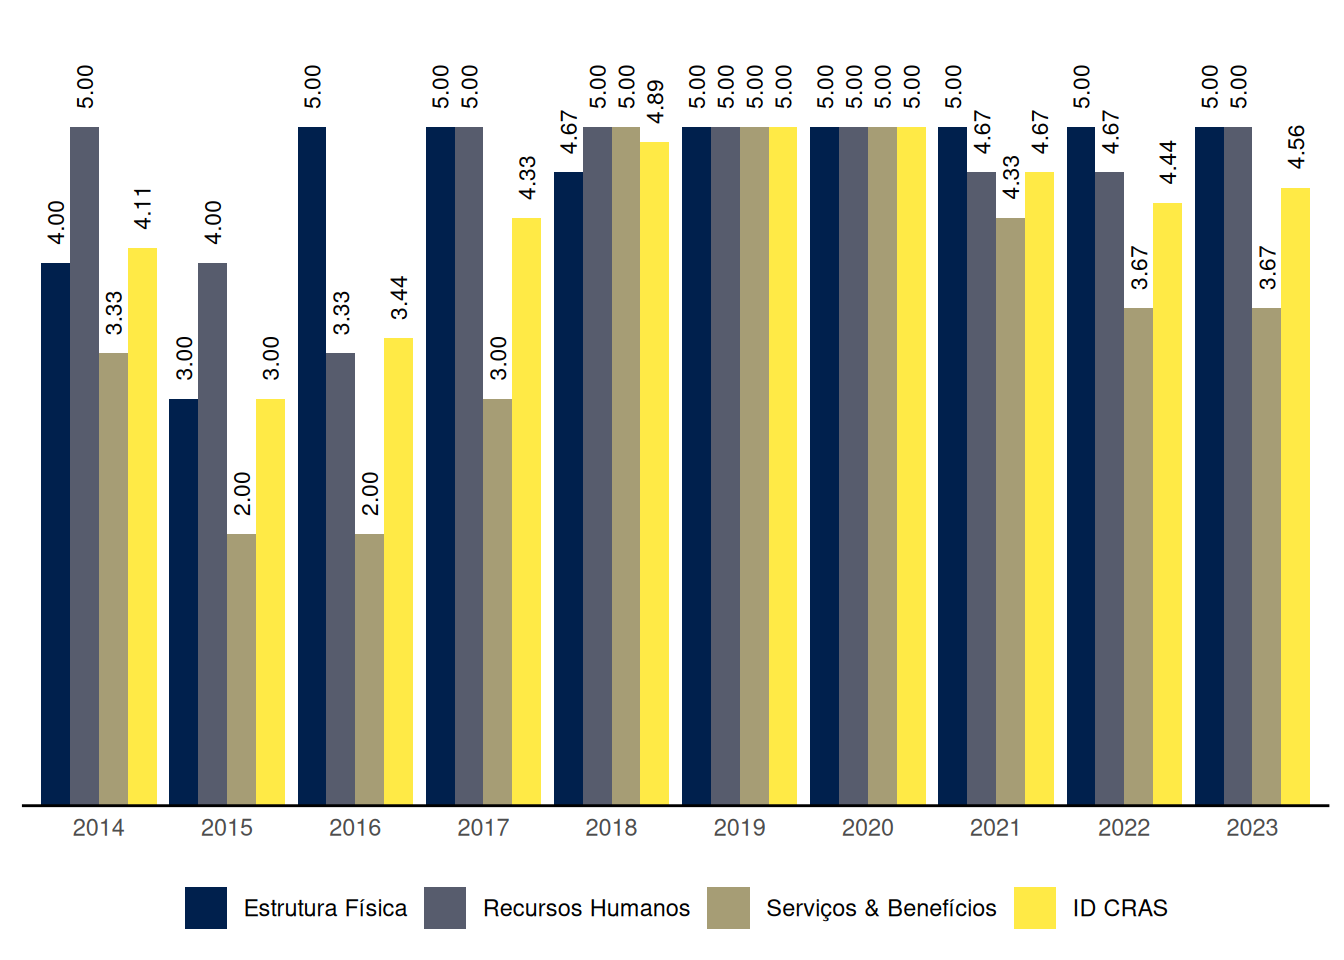 4.00 5.00 3.33 4.11
3.00 4.00 2.00 3.00
5.00 3.33 2.00 3.44
5.00 5.00 3.00 4.33
4.67 5.00 5.00 4.89
5.00 5.00 5.00 5.00
5.00 5.00 5.00 5.00
5.00 4.67 4.33 4.67
5.00 4.67 3.67 4.44
5.00 5.00 3.67 4.56
2014 2015 2016 2017 2018 2019 2020 2021 2022 2023
Estrutura Física Recursos Humanos Serviços & Benefícios ID CRAS